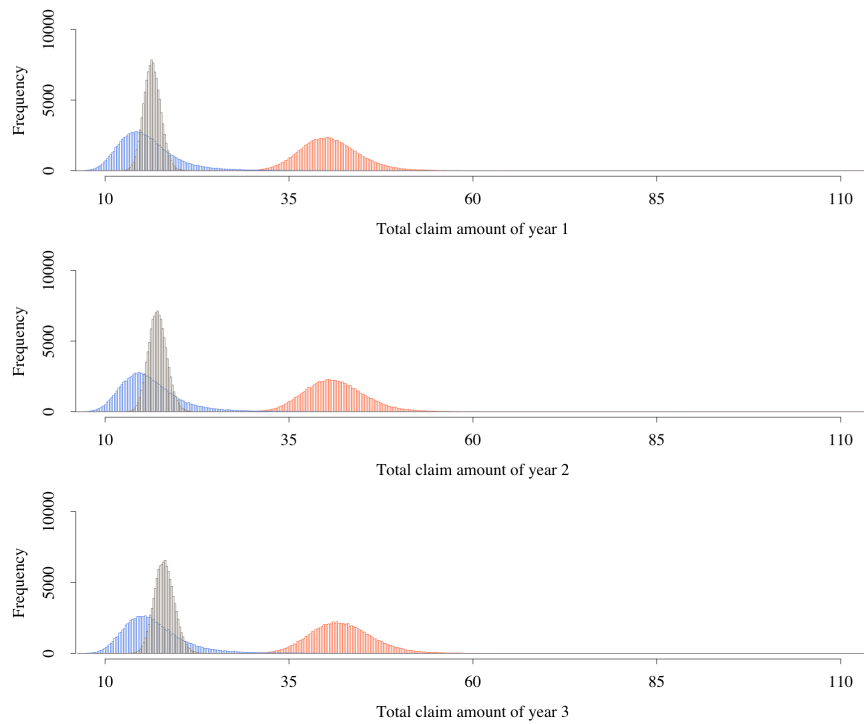 10000
5000
0
Frequency
10 35 60 85 110
Total claim amount of year 1
10000
5000
0
Frequency
10 35 60 85 110
Total claim amount of year 2
10000
5000
0
Frequency
10 35 60 85 110
Total claim amount of year 3